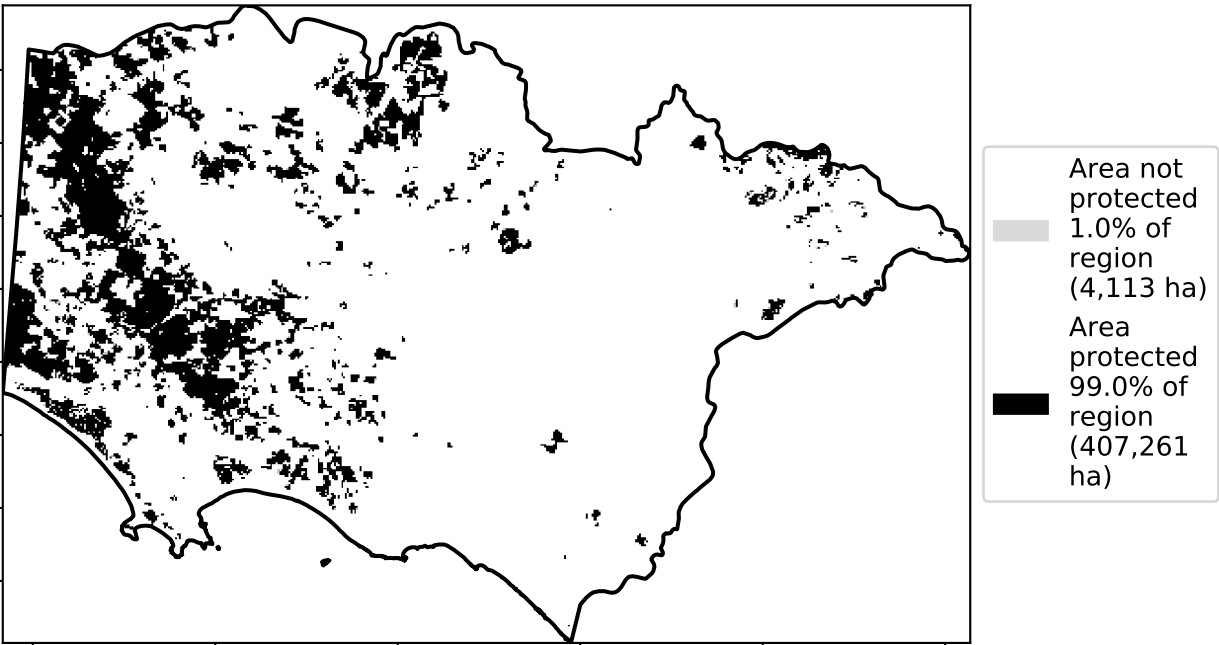 Area not
protected
1.0% of
region
(4,113 ha)
Area
protected
99.0% of
region
(407,261
ha)